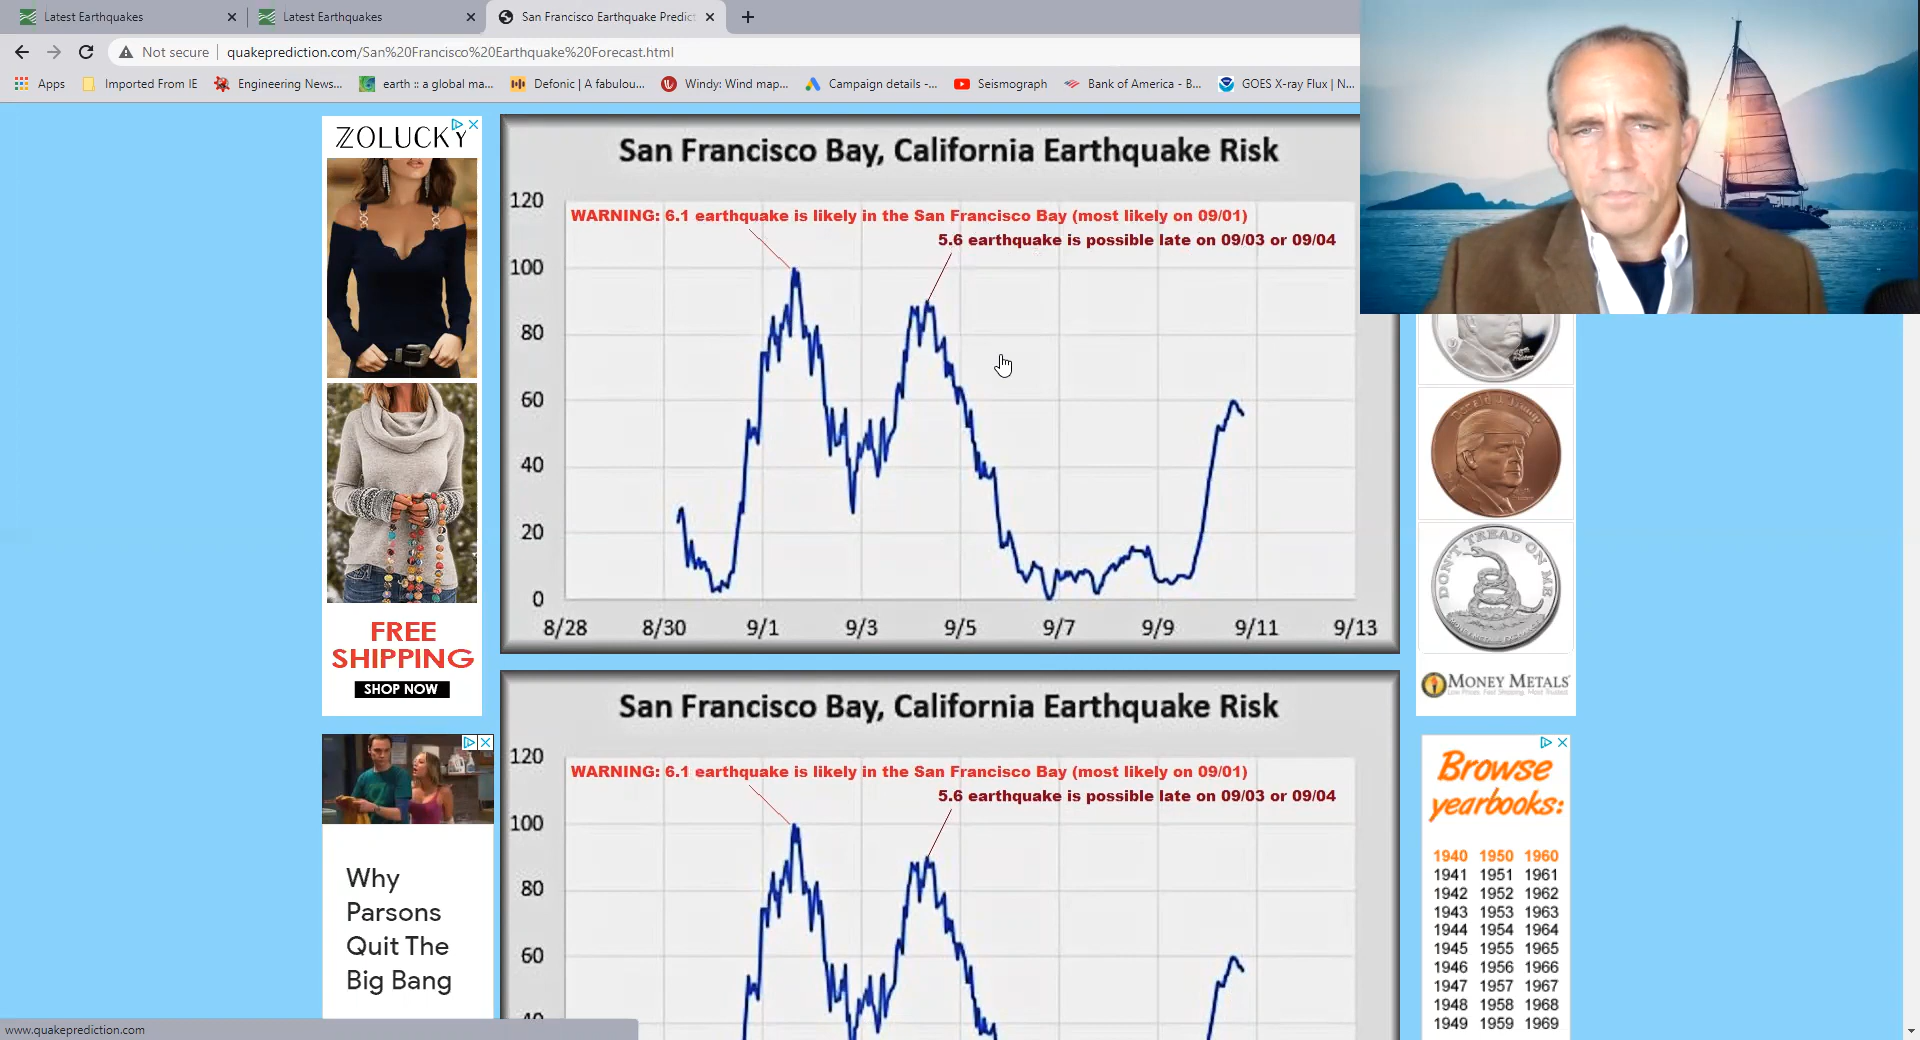 Latest Earthquakes
Latest Earthquakes
San Francisco Earthquake Predict
Not secure
quakeprediction.com/San%20Francisco%20Earthquake%20Forecast.html
Apps
Imported From IE
Engineering News...
earth :: a global ma...
Defonic | A fabulou...
Windy: Wind map...
Campaign details -...
Seismograph
Bank of America - B...
GOES X-ray Flux | N...
ZOLUCKY
FREE
SHIPPING
SHOP NOW
San Francisco Bay, California Earthquake Risk
120
WARNING: 6.1 earthquake is likely in the San Francisco Bay (most likely on 09/01)
5.6 earthquake is possible late on 09/03 or 09/04
100
80
60
40
20
0
8/28 8/30 9/1 9/3 9/5 9/7 9/9 9/11 9/13
Donald J. Trump
DON'T TREAD ON ME
MONEY METALS
San Francisco Bay, California Earthquake Risk
120
WARNING: 6.1 earthquake is likely in the San Francisco Bay (most likely on 09/01)
5.6 earthquake is possible late on 09/03 or 09/04
100
80
60
40
Why
Parsons
Quit The
Big Bang
Browse
yearbooks:
1940 1950 1960
1941 1951 1961
1942 1952 1962
1943 1953 1963
1944 1954 1964
1945 1955 1965
1946 1956 1966
1947 1957 1967
1948 1958 1968
1949 1959 1969
www.quakeprediction.com